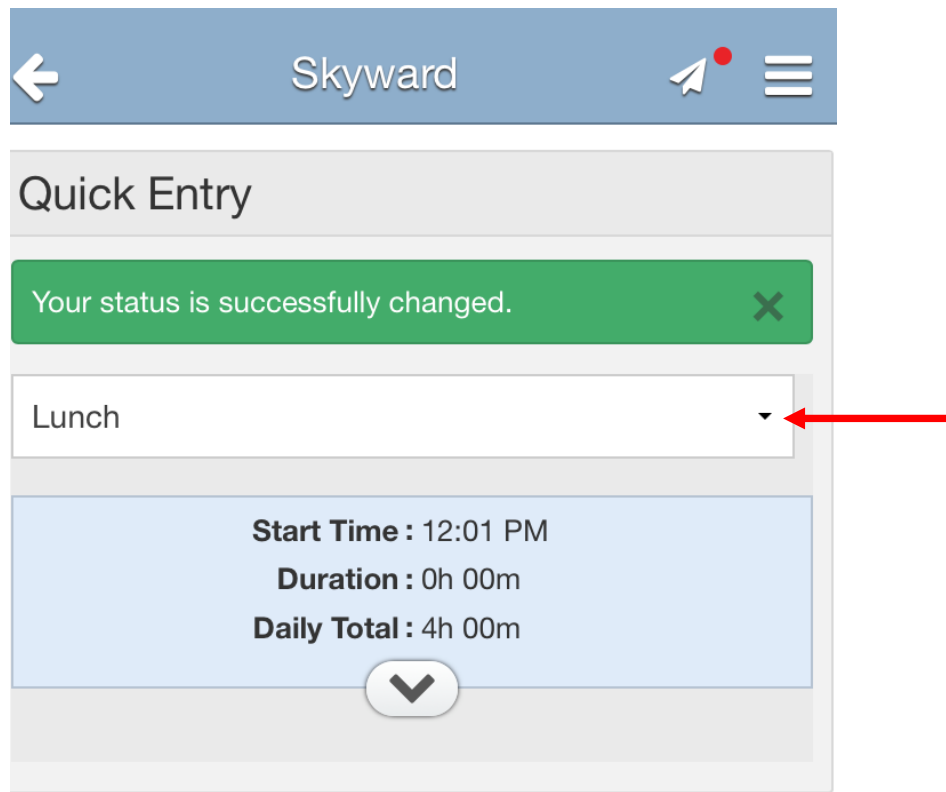 Skyward
Quick Entry
Your status is successfully changed.
Lunch
Start Time : 12:01 PM
Duration : 0h 00m
Daily Total : 4h 00m